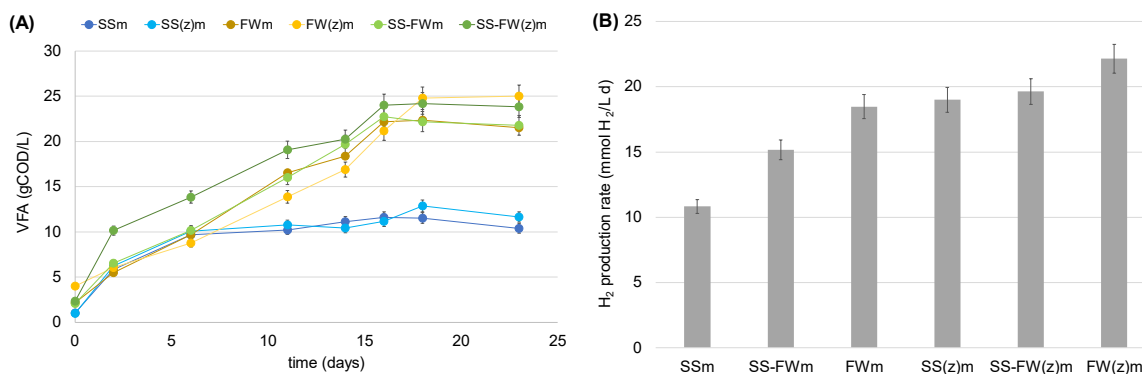 (A)
SSm SS(z)m FWm FW(z)m SS-FWm SS-FW(z)m
VFA (gCOD/L)
30
25
20
15
10
5
0
0 5 10 15 20 25
time (days)
(B)
H₂ production rate (mmol H₂/L d)
25
20
15
10
5
0
SSm SS-FWm FWm SS(z)m SS-FW(z)m FW(z)m